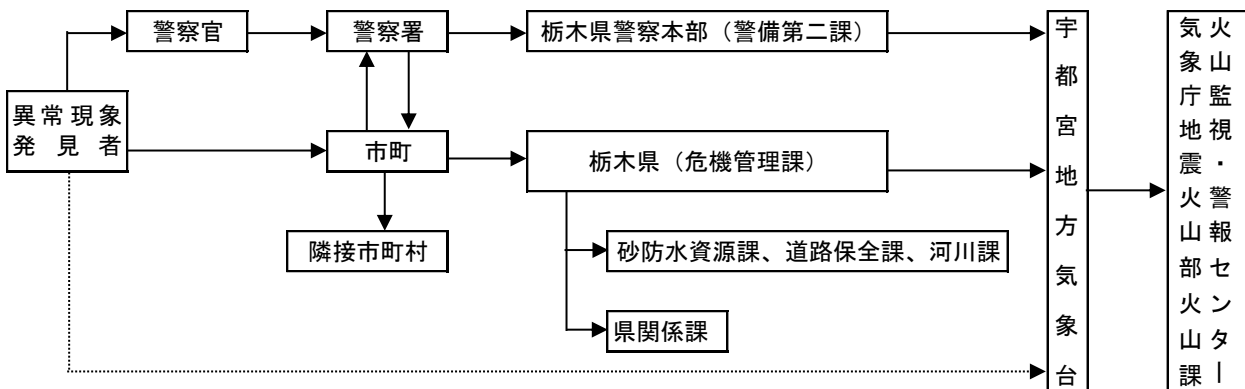 警察官
警察署
栃木県警察本部（警備第二課）
異常現象
発見者
市町
栃木県（危機管理課）
隣接市町村
砂防水資源課、道路保全課、河川課
県関係課
宇都宮地方気象台
気象庁地震火山部火山課
火山監視・警報センター